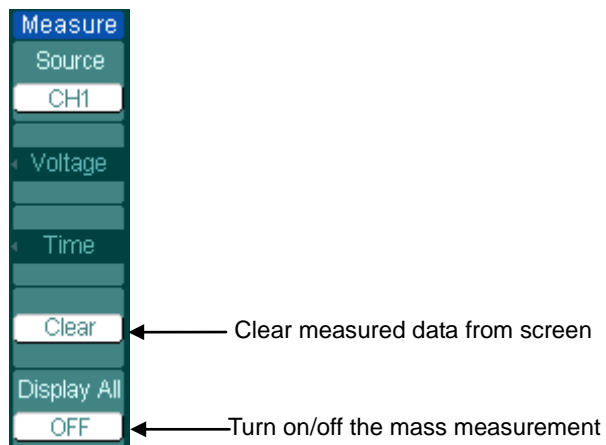 Measure
Source
CH1
Voltage
Time
Clear
Clear measured data from screen
Display All
OFF
Turn on/off the mass measurement